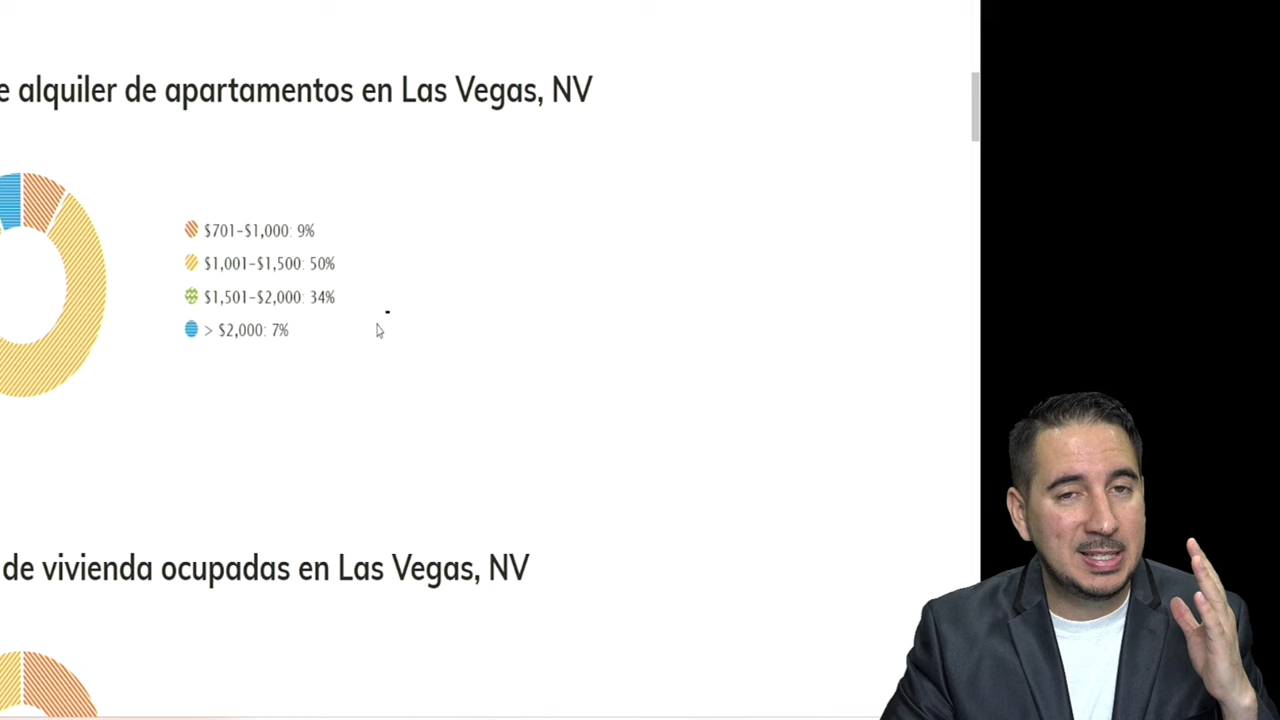 e alquiler de apartamentos en Las Vegas, NV
$701-$1,000: 9%
$1,001-$1,500: 50%
$1,501-$2,000: 34%
> $2,000: 7%
de vivienda ocupadas en Las Vegas, NV